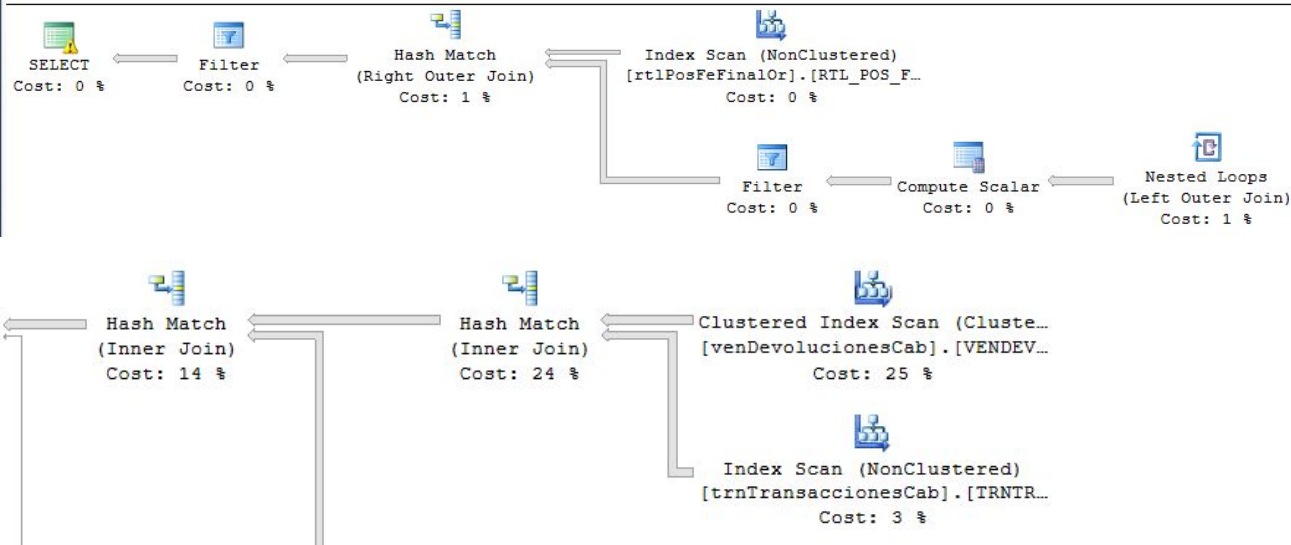 SELECT
Cost: 0 %
Filter
Cost: 0 %
Hash Match
(Right Outer Join)
Cost: 1 %
Index Scan (NonClustered)
[rtlPosFeFinalOr].[RTL_POS_F…
Cost: 0 %
Filter
Cost: 0 %
Compute Scalar
Cost: 0 %
Nested Loops
(Left Outer Join)
Cost: 1 %
Hash Match
(Inner Join)
Cost: 14 %
Hash Match
(Inner Join)
Cost: 24 %
Clustered Index Scan (Cluste…
[venDevolucionesCab].[VENDEV…
Cost: 25 %
Index Scan (NonClustered)
[trnTransaccionesCab].[TRNTR…
Cost: 3 %